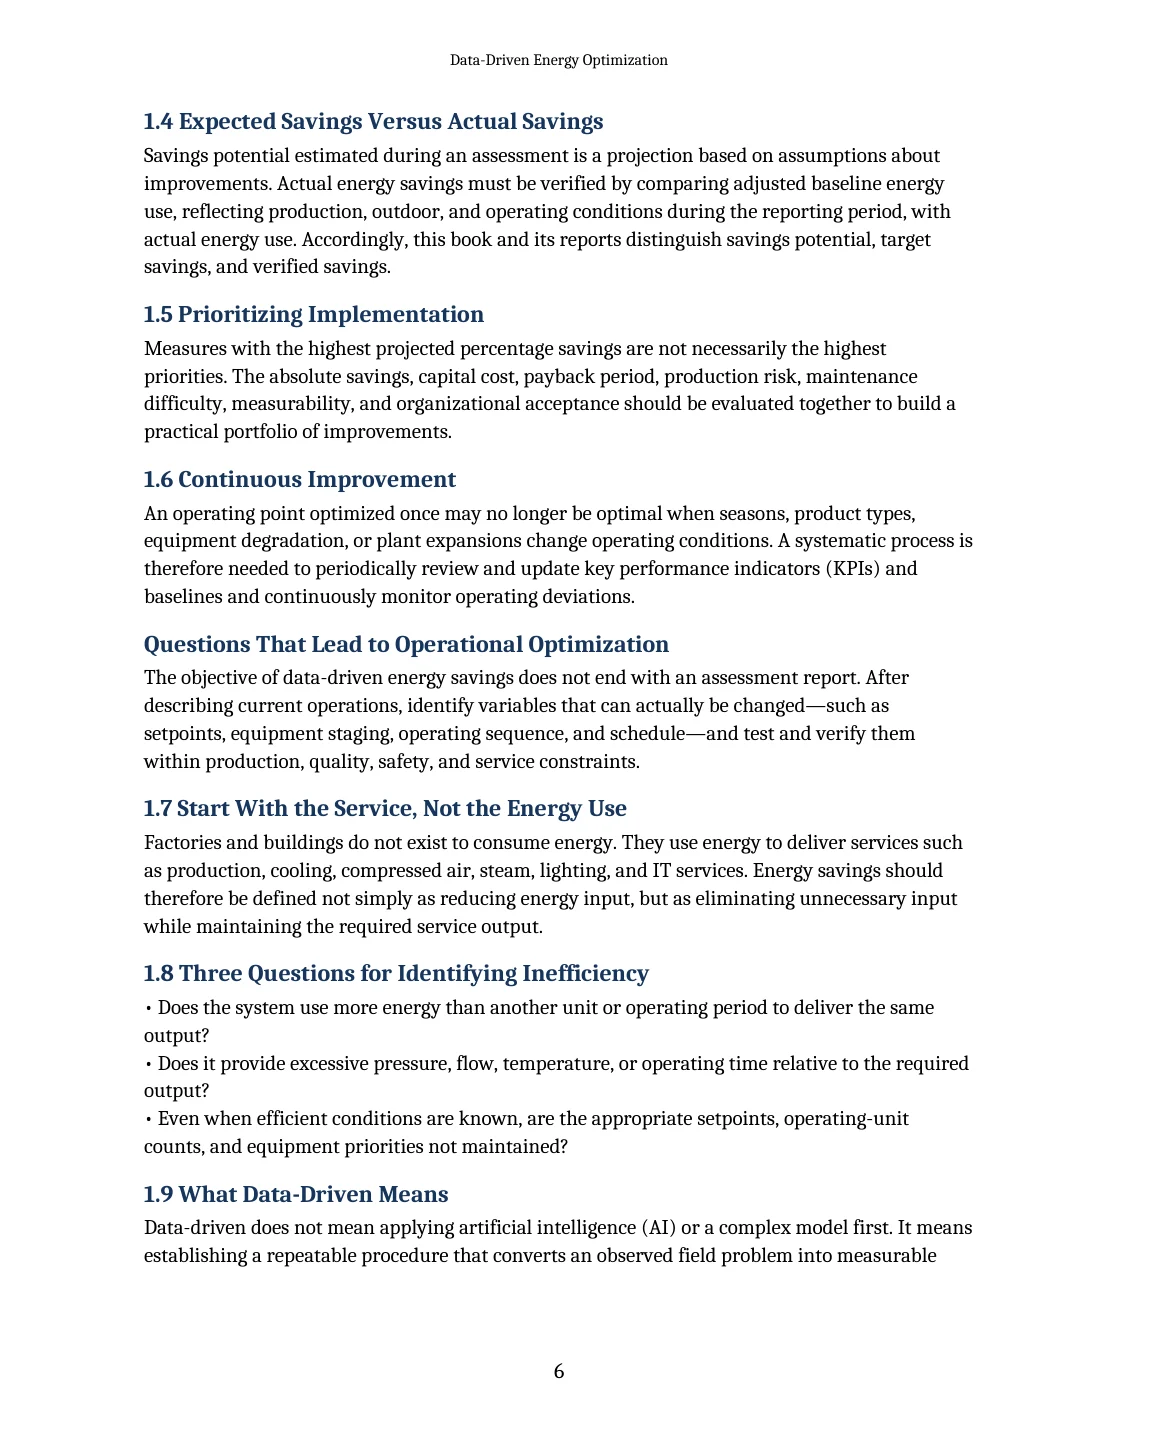 Data-Driven Energy Optimization
1.4 Expected Savings Versus Actual Savings
Savings potential estimated during an assessment is a projection based on assumptions about
improvements. Actual energy savings must be verified by comparing adjusted baseline energy
use, reflecting production, outdoor, and operating conditions during the reporting period, with
actual energy use. Accordingly, this book and its reports distinguish savings potential, target
savings, and verified savings.
1.5 Prioritizing Implementation
Measures with the highest projected percentage savings are not necessarily the highest
priorities. The absolute savings, capital cost, payback period, production risk, maintenance
difficulty, measurability, and organizational acceptance should be evaluated together to build a
practical portfolio of improvements.
1.6 Continuous Improvement
An operating point optimized once may no longer be optimal when seasons, product types,
equipment degradation, or plant expansions change operating conditions. A systematic process is
therefore needed to periodically review and update key performance indicators (KPIs) and
baselines and continuously monitor operating deviations.
Questions That Lead to Operational Optimization
The objective of data-driven energy savings does not end with an assessment report. After
describing current operations, identify variables that can actually be changed—such as
setpoints, equipment staging, operating sequence, and schedule—and test and verify them
within production, quality, safety, and service constraints.
1.7 Start With the Service, Not the Energy Use
Factories and buildings do not exist to consume energy. They use energy to deliver services such
as production, cooling, compressed air, steam, lighting, and IT services. Energy savings should
therefore be defined not simply as reducing energy input, but as eliminating unnecessary input
while maintaining the required service output.
1.8 Three Questions for Identifying Inefficiency
• Does the system use more energy than another unit or operating period to deliver the same
output?
• Does it provide excessive pressure, flow, temperature, or operating time relative to the required
output?
• Even when efficient conditions are known, are the appropriate setpoints, operating-unit
counts, and equipment priorities not maintained?
1.9 What Data-Driven Means
Data-driven does not mean applying artificial intelligence (AI) or a complex model first. It means
establishing a repeatable procedure that converts an observed field problem into measurable
6